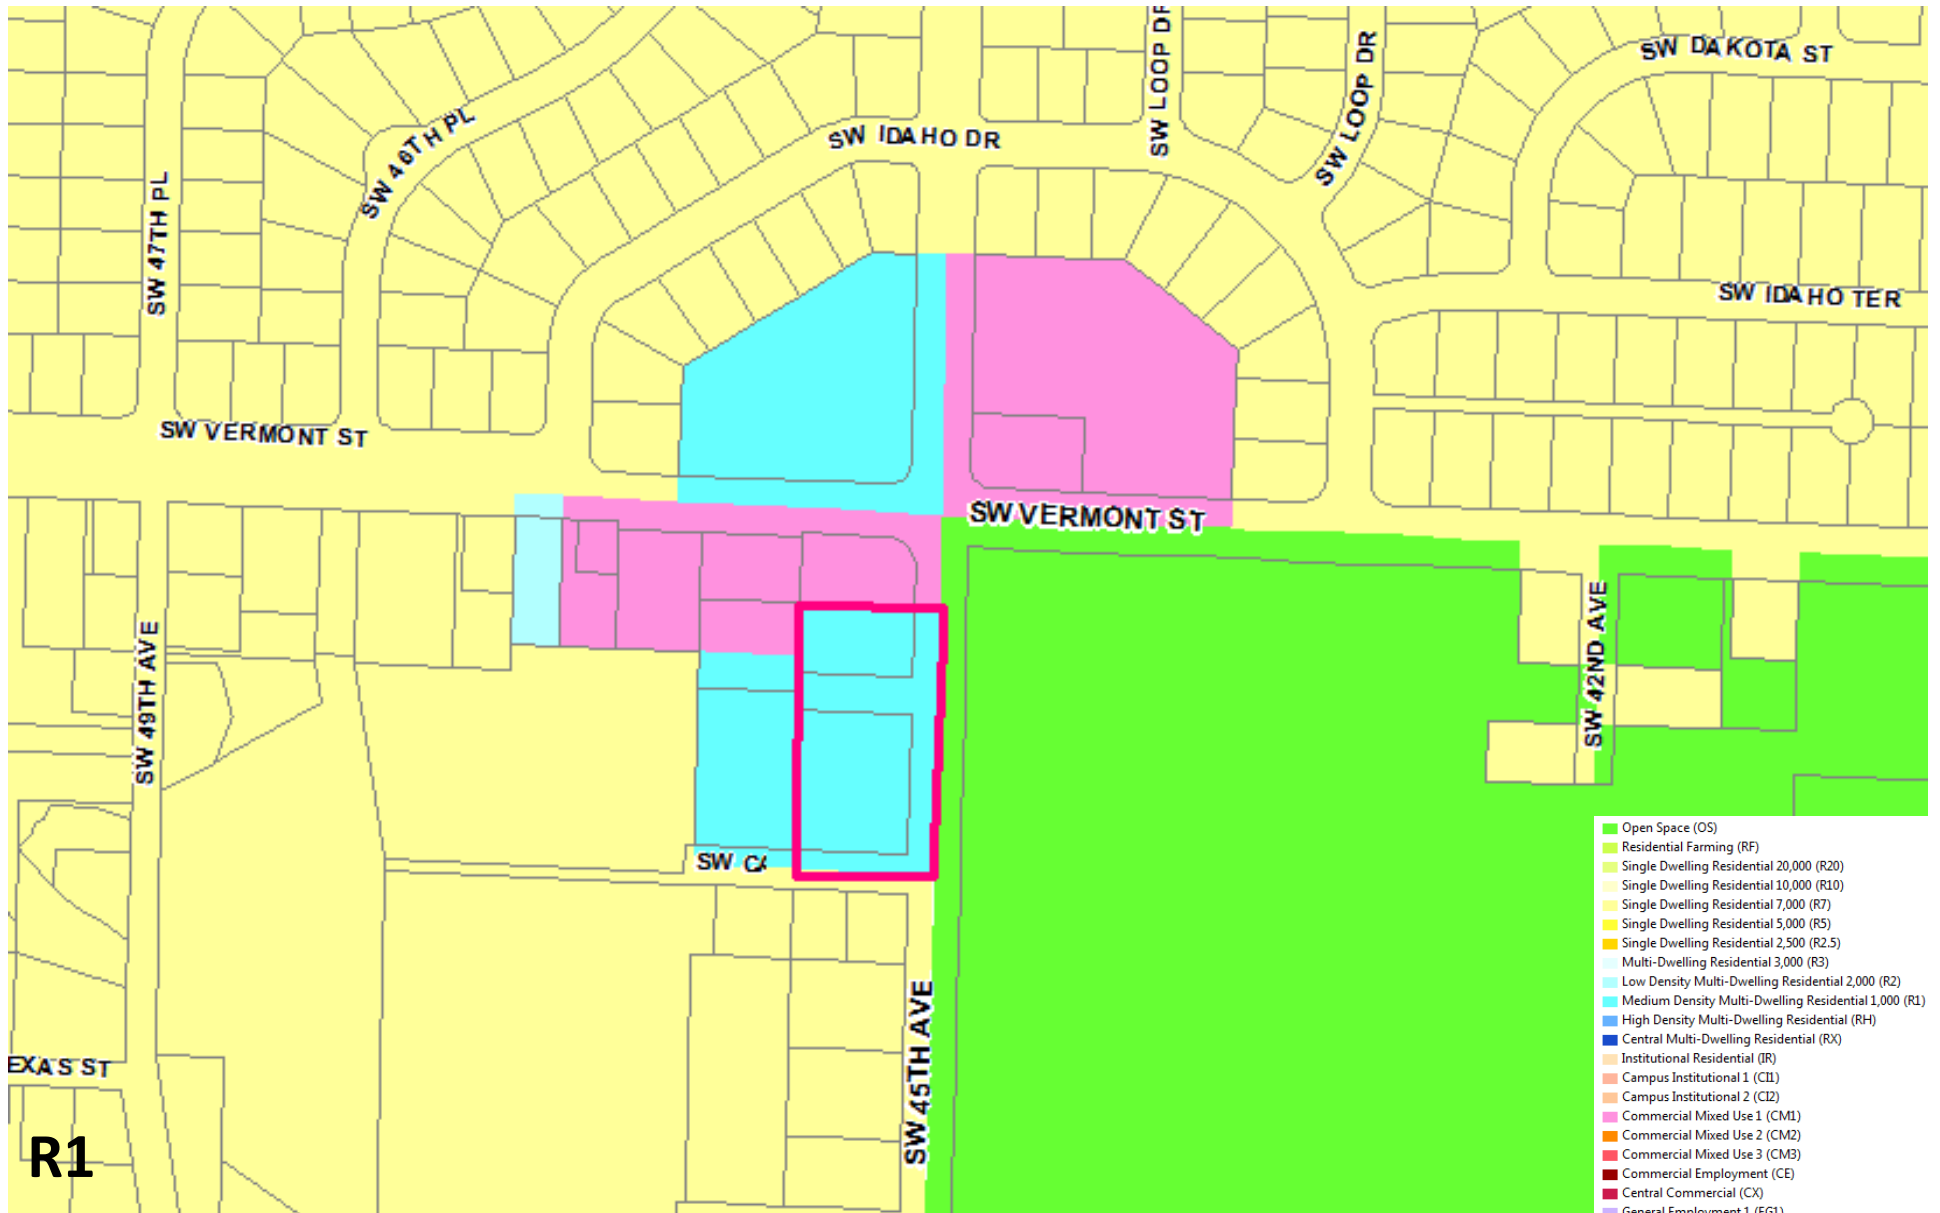 SW DAKOTA ST
SW LOOP DR
SW LOOP DR
SW 46TH PL
SW IDAHO DR
SW 47TH PL
SW IDAHO TER
SW VERMONT ST
SW VERMONT ST
SW 42ND AVE
SW 49TH AVE
SW CA
SW 45TH AVE
EXAS ST
R1
Open Space (OS)
Residential Farming (RF)
Single Dwelling Residential 20,000 (R20)
Single Dwelling Residential 10,000 (R10)
Single Dwelling Residential 7,000 (R7)
Single Dwelling Residential 5,000 (R5)
Single Dwelling Residential 2,500 (R2.5)
Multi-Dwelling Residential 3,000 (R3)
Low Density Multi-Dwelling Residential 2,000 (R2)
Medium Density Multi-Dwelling Residential 1,000 (R1)
High Density Multi-Dwelling Residential (RH)
Central Multi-Dwelling Residential (RX)
Institutional Residential (IR)
Campus Institutional 1 (CI1)
Campus Institutional 2 (CI2)
Commercial Mixed Use 1 (CM1)
Commercial Mixed Use 2 (CM2)
Commercial Mixed Use 3 (CM3)
Commercial Employment (CE)
Central Commercial (CX)
General Employment 1 (EG1)